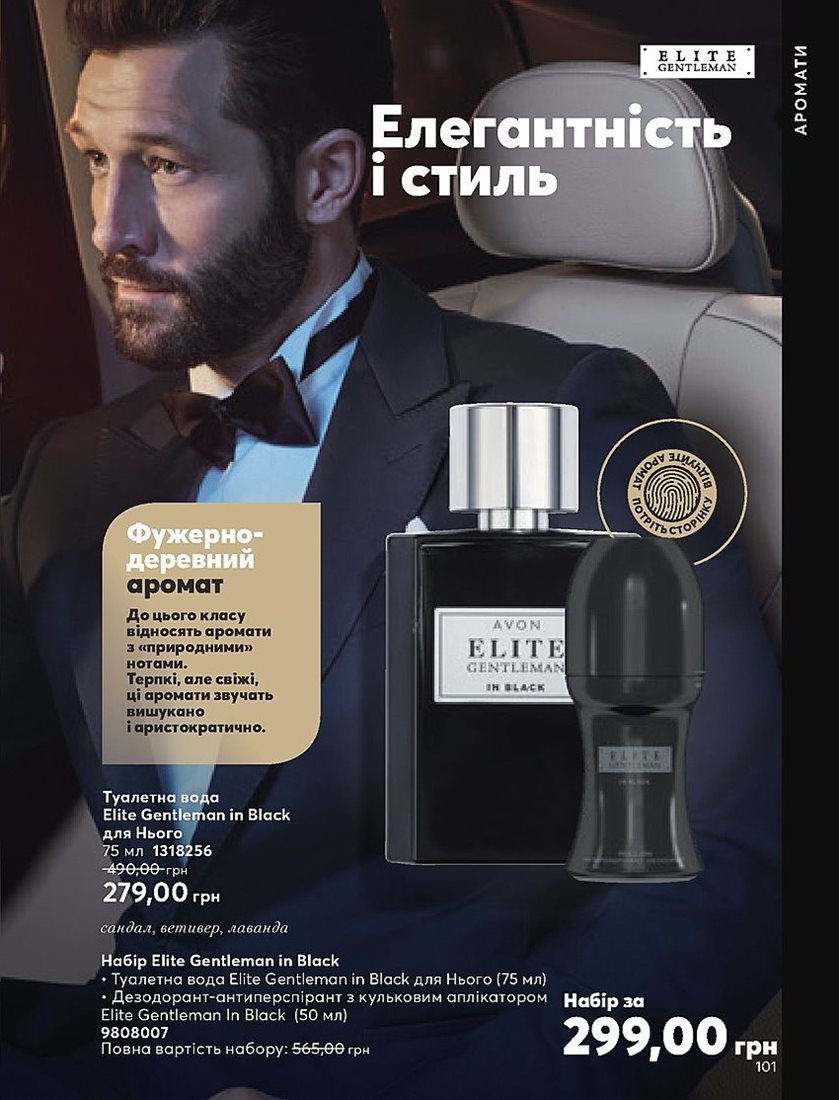 ELITE
GENTLEMAN
АРОМАТИ
Елегантність
і стиль
ВІДЧУЙТЕ АРОМАТ
ПОТРІТЬ СТОРІНКУ
Фужерно-
деревний
аромат
До цього класу
відносять аромати
з «природними»
нотами.
Терпкі, але свіжі,
ці аромати звучать
вишукано
і аристократично.
AVON
ELITE
GENTLEMAN
IN BLACK
ELITE
GENTLEMAN
IN BLACK
Туалетна вода
Elite Gentleman in Black
для Нього
75 мл 1318256
490,00 грн
279,00 грн
сандал, ветивер, лаванда
Набір Elite Gentleman in Black
• Туалетна вода Elite Gentleman in Black для Нього (75 мл)
• Дезодорант-антиперспірант з кульковим аплікатором
Elite Gentleman In Black (50 мл)
9808007
Повна вартість набору: 565,00 грн
Набір за
299,00 грн
101